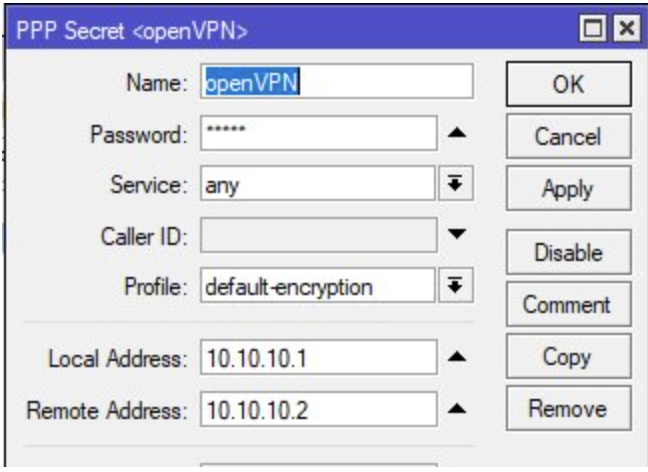 PPP Secret <openVPN>
Name: openVPN OK
Password: ***** Cancel
Service: any Apply
Caller ID:
Disable
Profile: default-encryption
Comment
Local Address: 10.10.10.1 Copy
Remote Address: 10.10.10.2 Remove